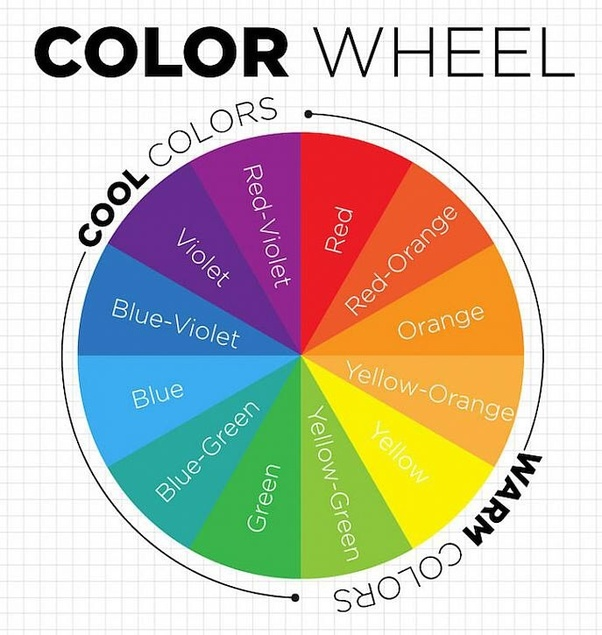 COLOR WHEEL
COOL COLORS
Red
Red-Orange
Orange
Yellow-Orange
Yellow
Yellow-Green
Green
Blue-Green
Blue
Blue-Violet
Violet
Red-Violet
WARM COLORS